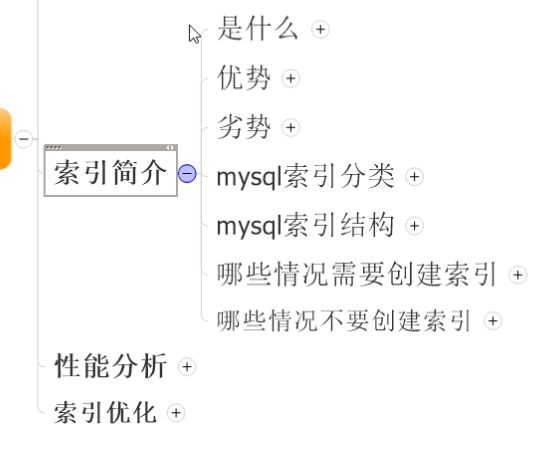 是什么
优势
劣势
索引简介
mysql索引分类
mysql索引结构
哪些情况需要创建索引
哪些情况不要创建索引
性能分析
索引优化